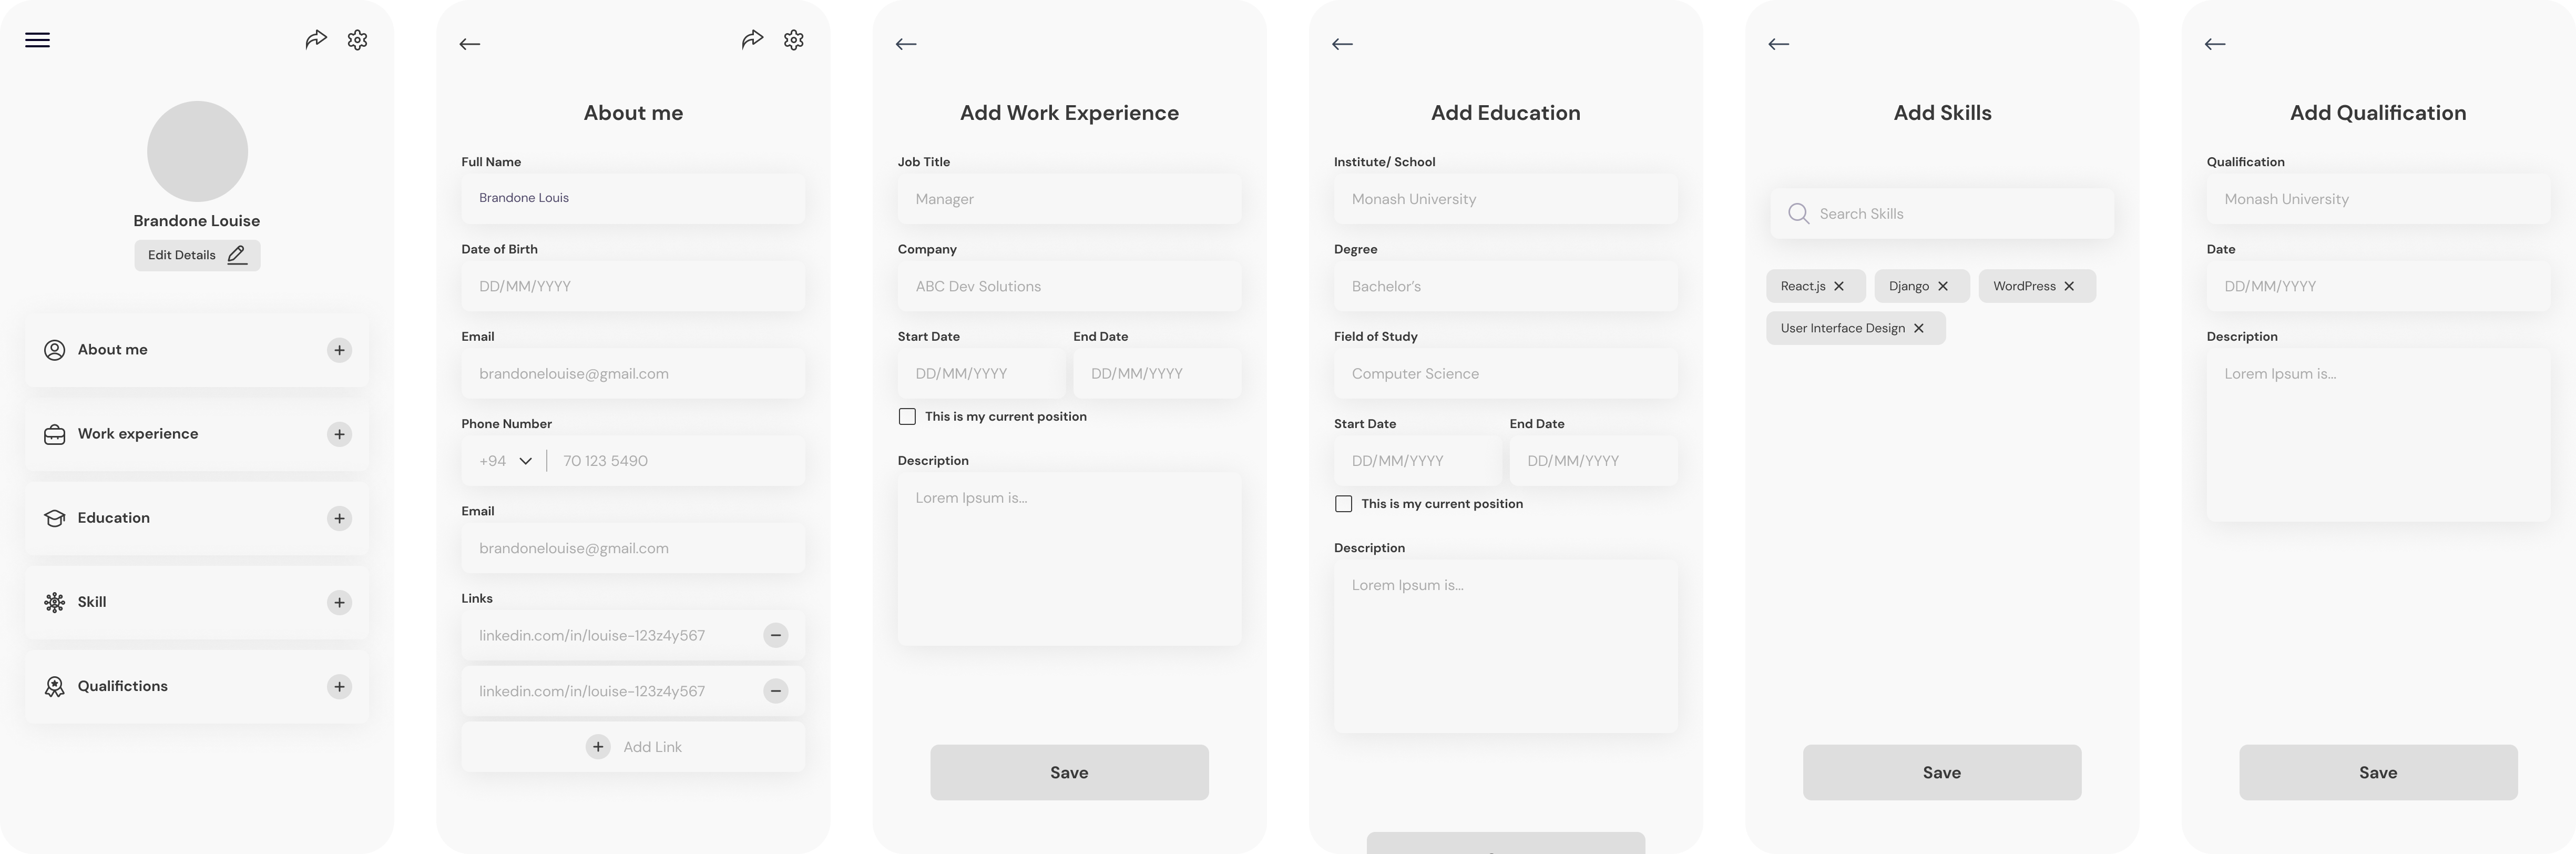 Brandone Louise
Edit Details
About me
Work experience
Education
Skill
Qualifictions
About me
Full Name
Brandone Louis
Date of Birth
DD/MM/YYYY
Email
brandonelouise@gmail.com
Phone Number
+94 70 123 5490
Email
brandonelouise@gmail.com
Links
linkedin.com/in/louise-123z4y567
linkedin.com/in/louise-123z4y567
Add Link
Add Work Experience
Job Title
Manager
Company
ABC Dev Solutions
Start Date End Date
DD/MM/YYYY DD/MM/YYYY
This is my current position
Description
Lorem Ipsum is...
Save
Add Education
Institute/ School
Monash University
Degree
Bachelor’s
Field of Study
Computer Science
Start Date End Date
DD/MM/YYYY DD/MM/YYYY
This is my current position
Description
Lorem Ipsum is...
Add Skills
Search Skills
React.js Django WordPress
User Interface Design
Save
Add Qualification
Qualification
Monash University
Date
DD/MM/YYYY
Description
Lorem Ipsum is...
Save